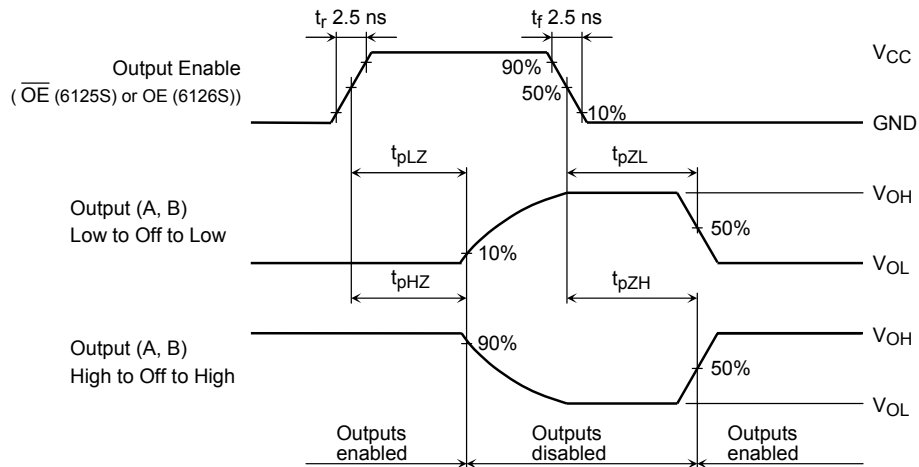 tr 2.5 ns
tf 2.5 ns
Output Enable
( OE (6125S) or OE (6126S))
90%
50%
10%
VCC
GND
tpLZ
tpZL
Output (A, B)
Low to Off to Low
10%
50%
VOH
VOL
tpHZ
tpZH
Output (A, B)
High to Off to High
90%
50%
VOH
VOL
Outputs
enabled
Outputs
disabled
Outputs
enabled